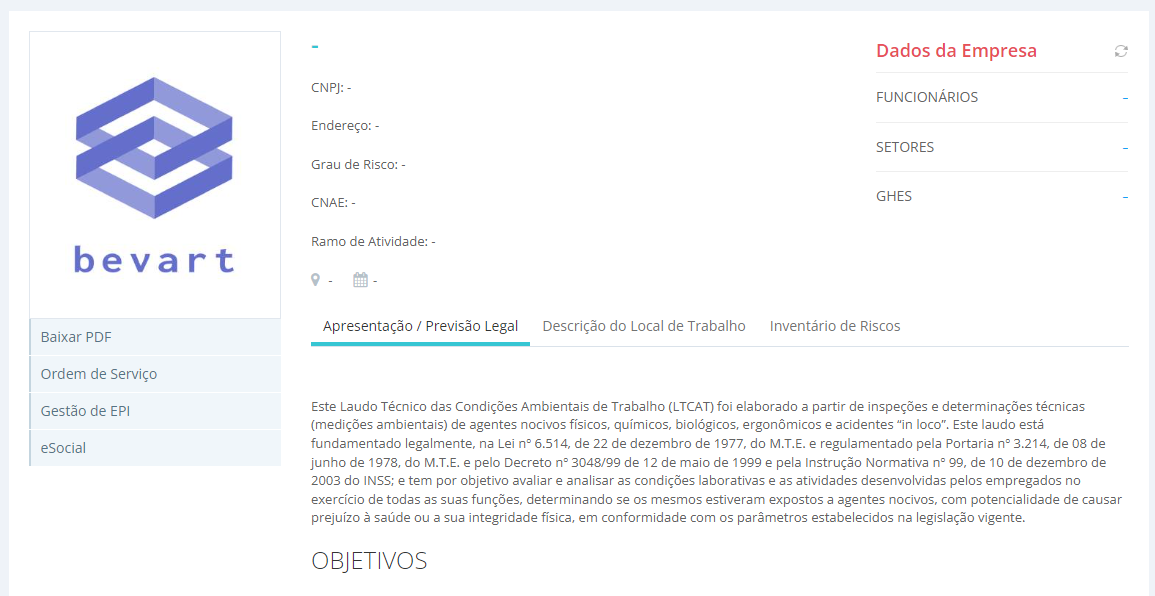 bevart
Baixar PDF
Ordem de Serviço
Gestão de EPI
eSocial
-
CNPJ: -
Endereço: -
Grau de Risco: -
CNAE: -
Ramo de Atividade: -
- -
Dados da Empresa
FUNCIONÁRIOS -
SETORES -
GHES -
Apresentação / Previsão Legal Descrição do Local de Trabalho Inventário de Riscos
Este Laudo Técnico das Condições Ambientais de Trabalho (LTCAT) foi elaborado a partir de inspeções e determinações técnicas
(medições ambientais) de agentes nocivos físicos, químicos, biológicos, ergonômicos e acidentes “in loco”. Este laudo está
fundamentado legalmente, na Lei nº 6.514, de 22 de dezembro de 1977, do M.T.E. e regulamentado pela Portaria nº 3.214, de 08 de
junho de 1978, do M.T.E. e pelo Decreto nº 3048/99 de 12 de maio de 1999 e pela Instrução Normativa nº 99, de 10 de dezembro de
2003 do INSS; e tem por objetivo avaliar e analisar as condições laborativas e as atividades desenvolvidas pelos empregados no
exercício de todas as suas funções, determinando se os mesmos estiveram expostos a agentes nocivos, com potencialidade de causar
prejuízo à saúde ou a sua integridade física, em conformidade com os parâmetros estabelecidos na legislação vigente.
OBJETIVOS